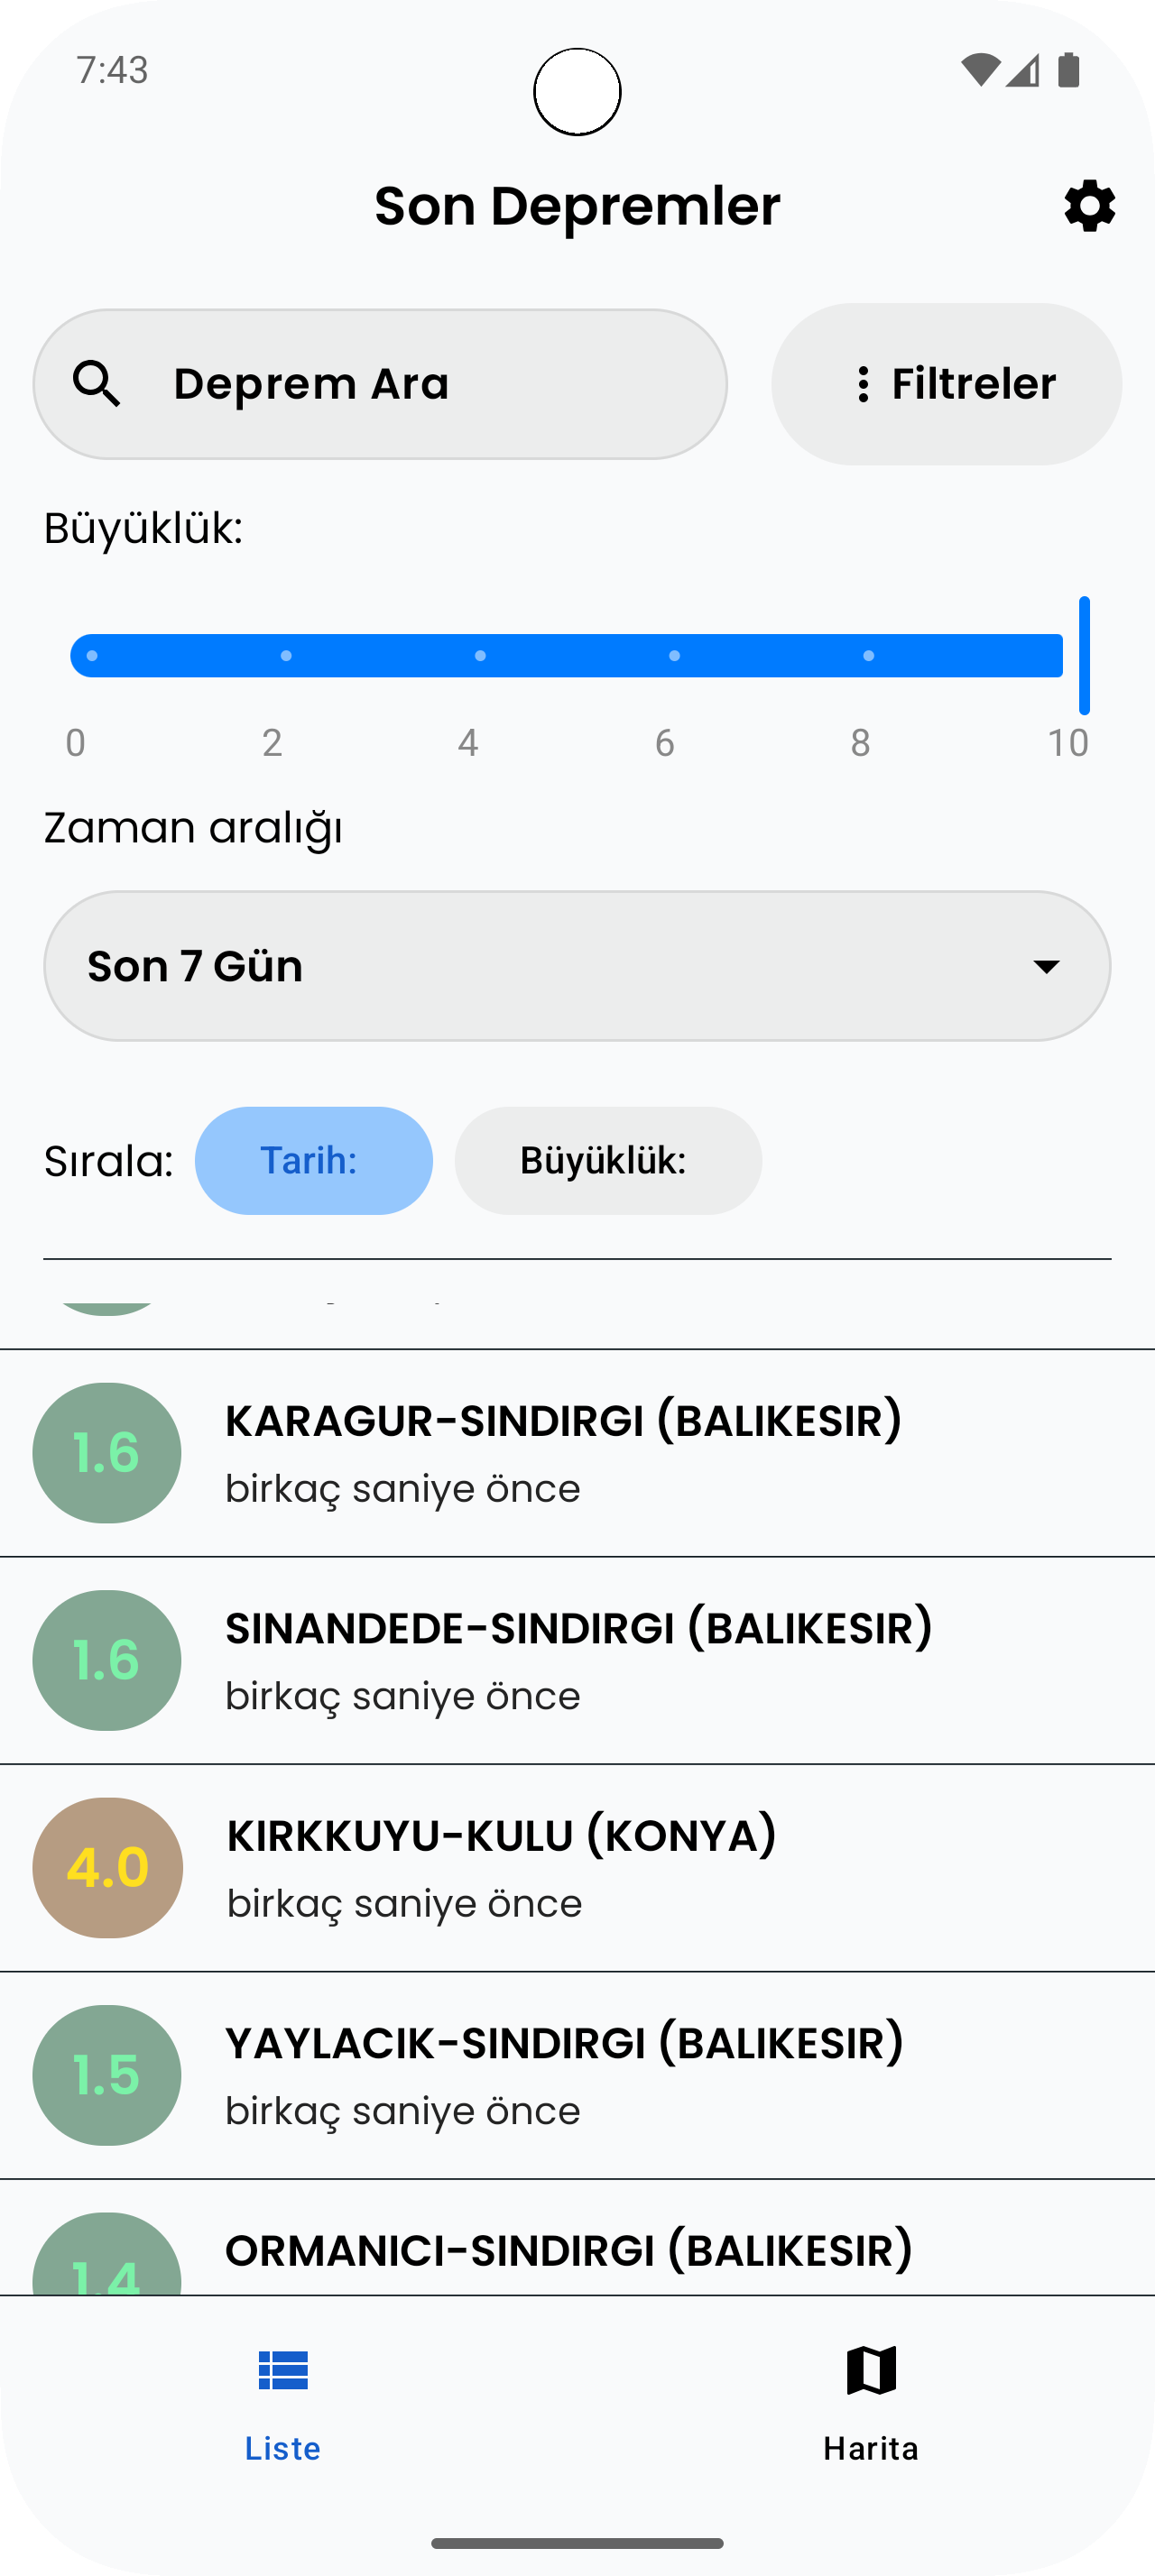 7:43
Son Depremler
Deprem Ara
Filtreler
Büyüklük:
0 2 4 6 8 10
Zaman aralığı
Son 7 Gün
Sırala: Tarih: Büyüklük:
1.6 KARAGUR-SINDIRGI (BALIKESIR)
birkaç saniye önce
1.6 SINANDEDE-SINDIRGI (BALIKESIR)
birkaç saniye önce
4.0 KIRKKUYU-KULU (KONYA)
birkaç saniye önce
1.5 YAYLACIK-SINDIRGI (BALIKESIR)
birkaç saniye önce
1.4 ORMANICI-SINDIRGI (BALIKESIR)
Liste Harita